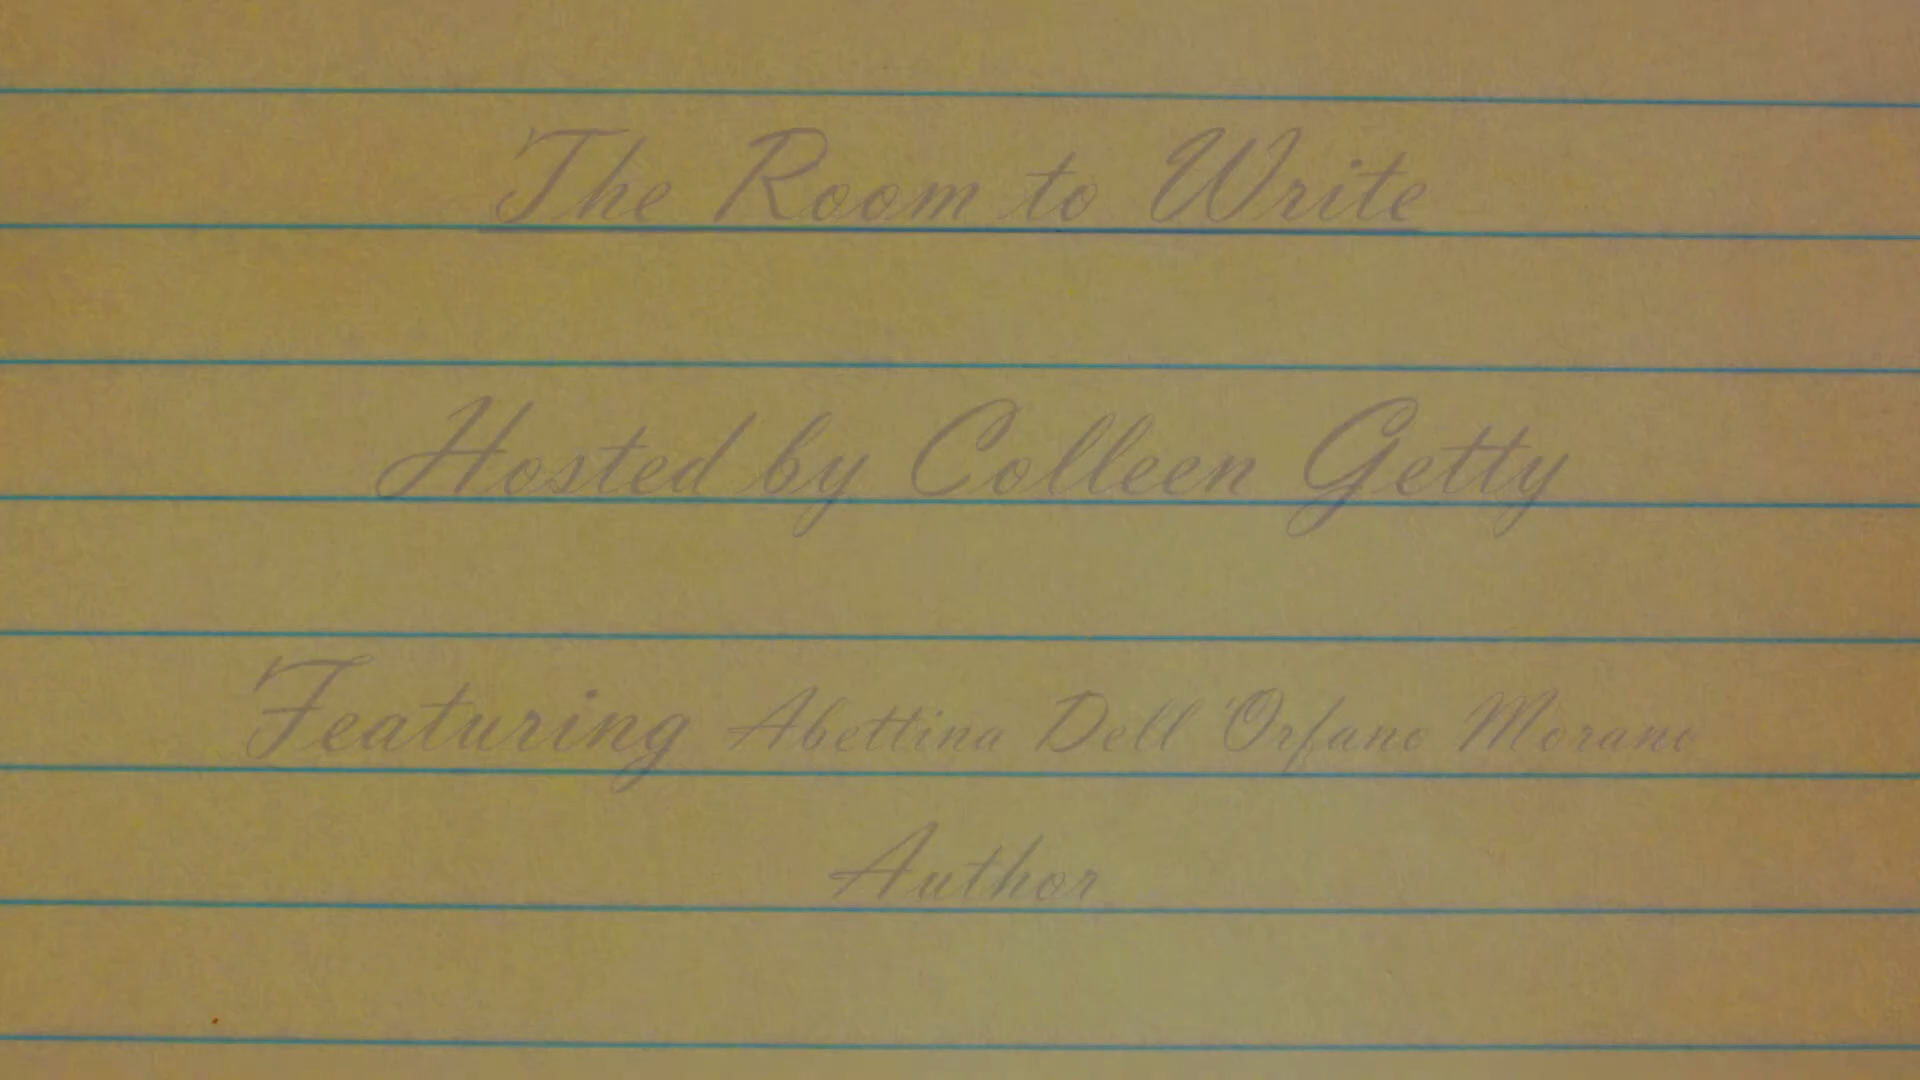 The Room to Write
Hosted by Colleen Getty
Featuring Abettina Dell 'Orfano Morano
Author